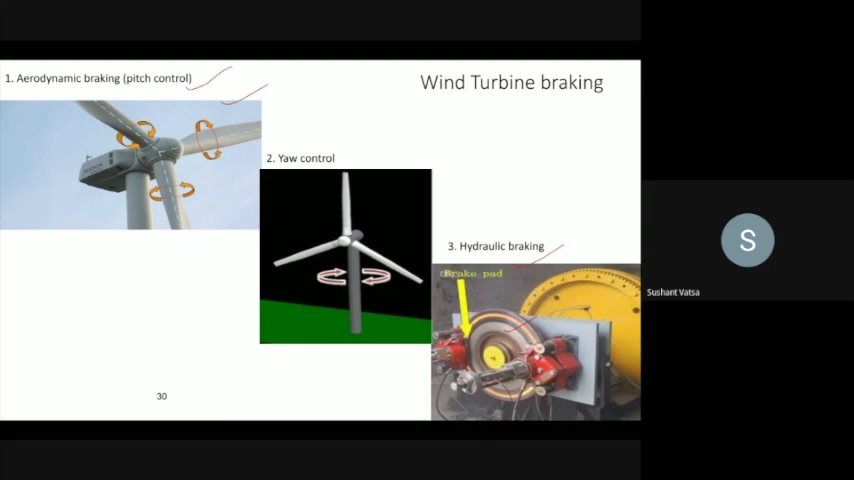 1. Aerodynamic braking (pitch control)
Wind Turbine braking
2. Yaw control
3. Hydraulic braking
Brake pad
S
Sushant Vatsa
30